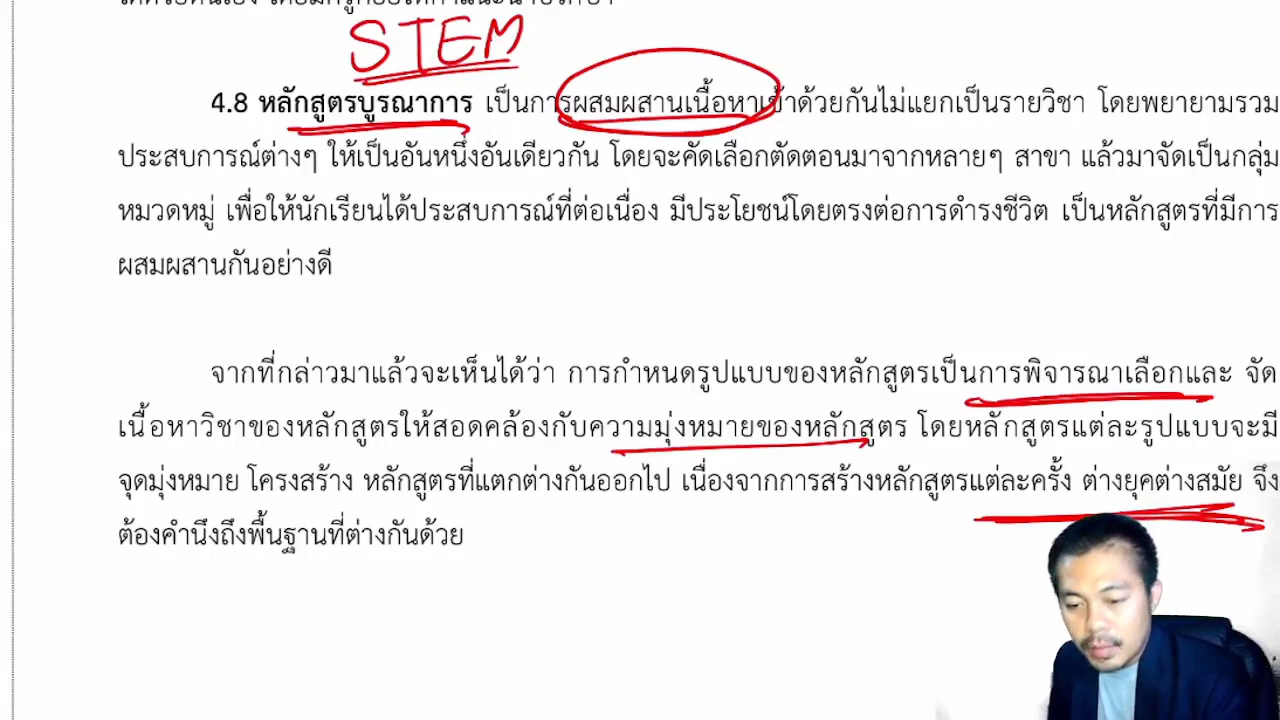 STEM
4.8 หลักสูตรบูรณาการ เป็นการผสมผสานเนื้อหาเข้าด้วยกันไม่แยกเป็นรายวิชา โดยพยายามรวม
ประสบการณ์ต่างๆ ให้เป็นอันหนึ่งอันเดียวกัน โดยจะคัดเลือกตัดตอนมาจากหลายๆ สาขา แล้วมาจัดเป็นกลุ่ม
หมวดหมู่ เพื่อให้นักเรียนได้ประสบการณ์ที่ต่อเนื่อง มีประโยชน์โดยตรงต่อการดำรงชีวิต เป็นหลักสูตรที่มีการ
ผสมผสานกันอย่างดี
จากที่กล่าวมาแล้วจะเห็นได้ว่า การกำหนดรูปแบบของหลักสูตรเป็นการพิจารณาเลือกและ จัด
เนื้อหาวิชาของหลักสูตรให้สอดคล้องกับความมุ่งหมายของหลักสูตร โดยหลักสูตรแต่ละรูปแบบจะมี
จุดมุ่งหมาย โครงสร้าง หลักสูตรที่แตกต่างกันออกไป เนื่องจากการสร้างหลักสูตรแต่ละครั้ง ต่างยุคต่างสมัย จึง
ต้องคำนึงถึงพื้นฐานที่ต่างกันด้วย